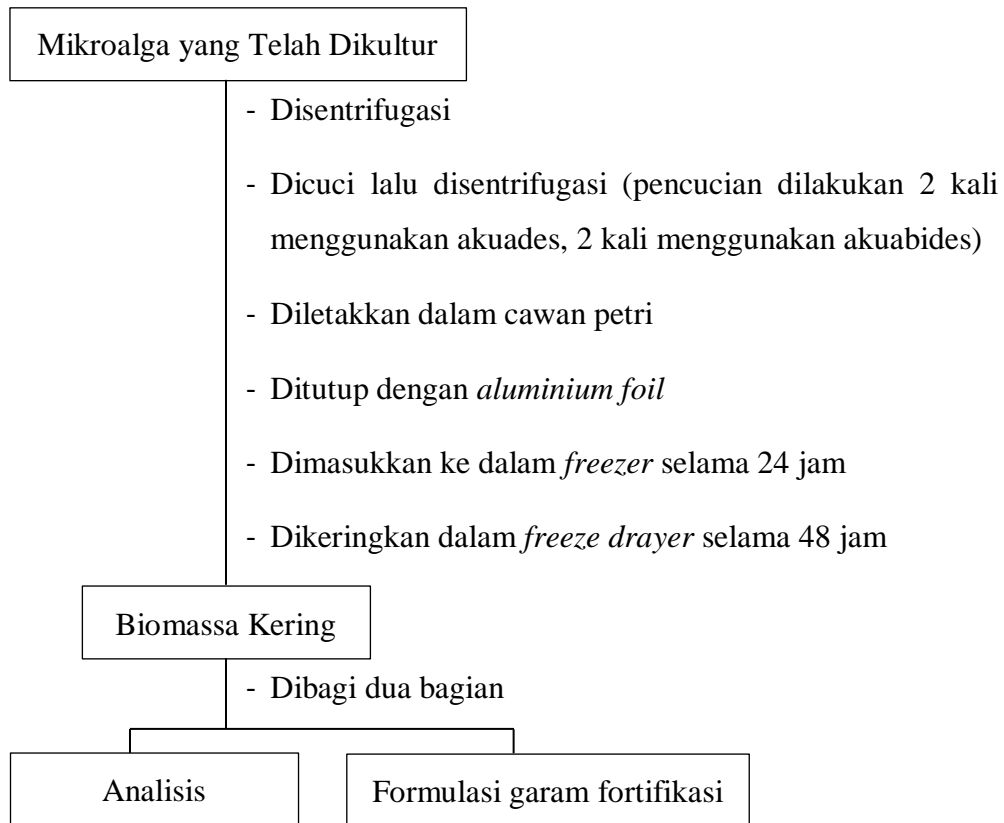 Mikroalga yang Telah Dikultur
- Disentrifugasi
- Dicuci lalu disentrifugasi (pencucian dilakukan 2 kali
menggunakan akuades, 2 kali menggunakan akuabides)
- Diletakkan dalam cawan petri
- Ditutup dengan aluminium foil
- Dimasukkan ke dalam freezer selama 24 jam
- Dikeringkan dalam freeze drayer selama 48 jam
Biomassa Kering
- Dibagi dua bagian
Analisis
Formulasi garam fortifikasi